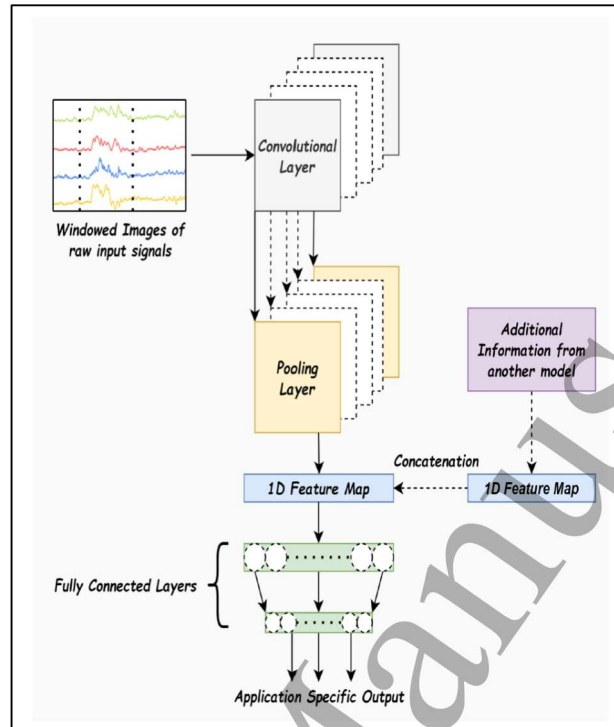 Convolutional
Layer
Windowed Images of
raw input signals
Pooling
Layer
Additional
Information from
another model
Concatenation
1D Feature Map
1D Feature Map
Fully Connected Layers
Application Specific Output
Manus